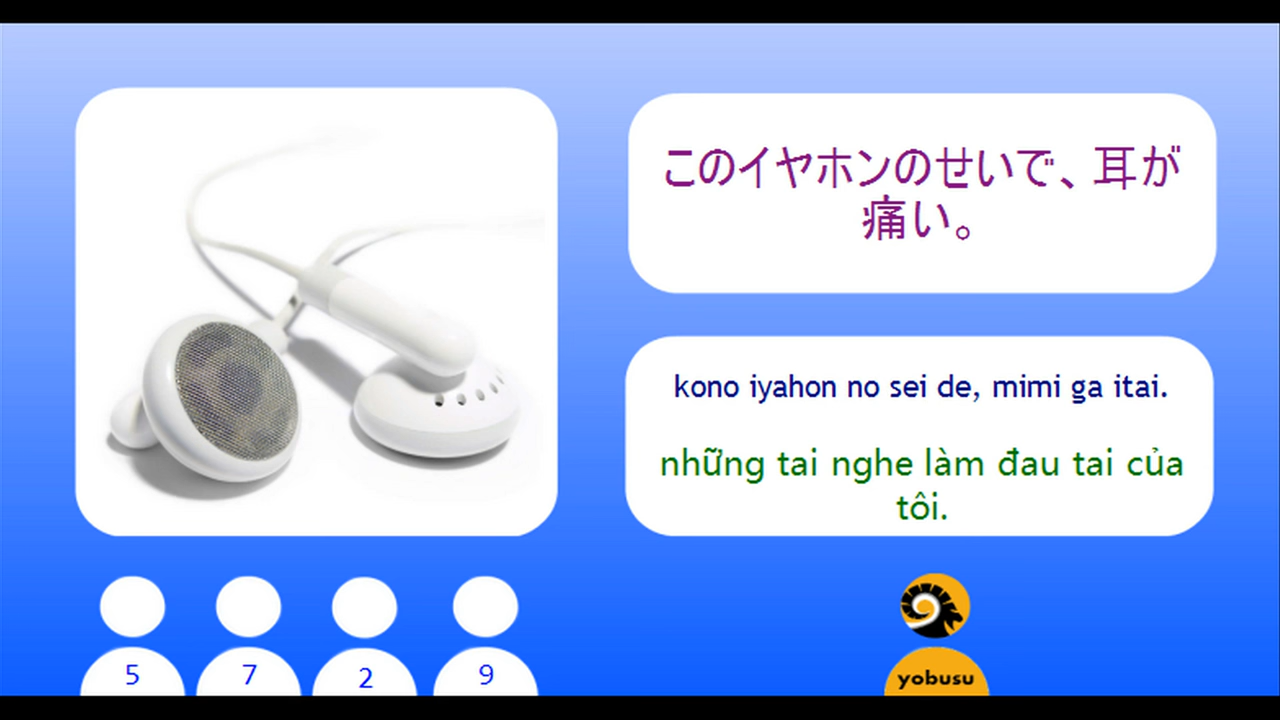 このイヤホンのせいで、耳が
痛い。
kono iyahon no sei de, mimi ga itai.
những tai nghe làm đau tai của
tôi.
5
7
2
9
yobusu